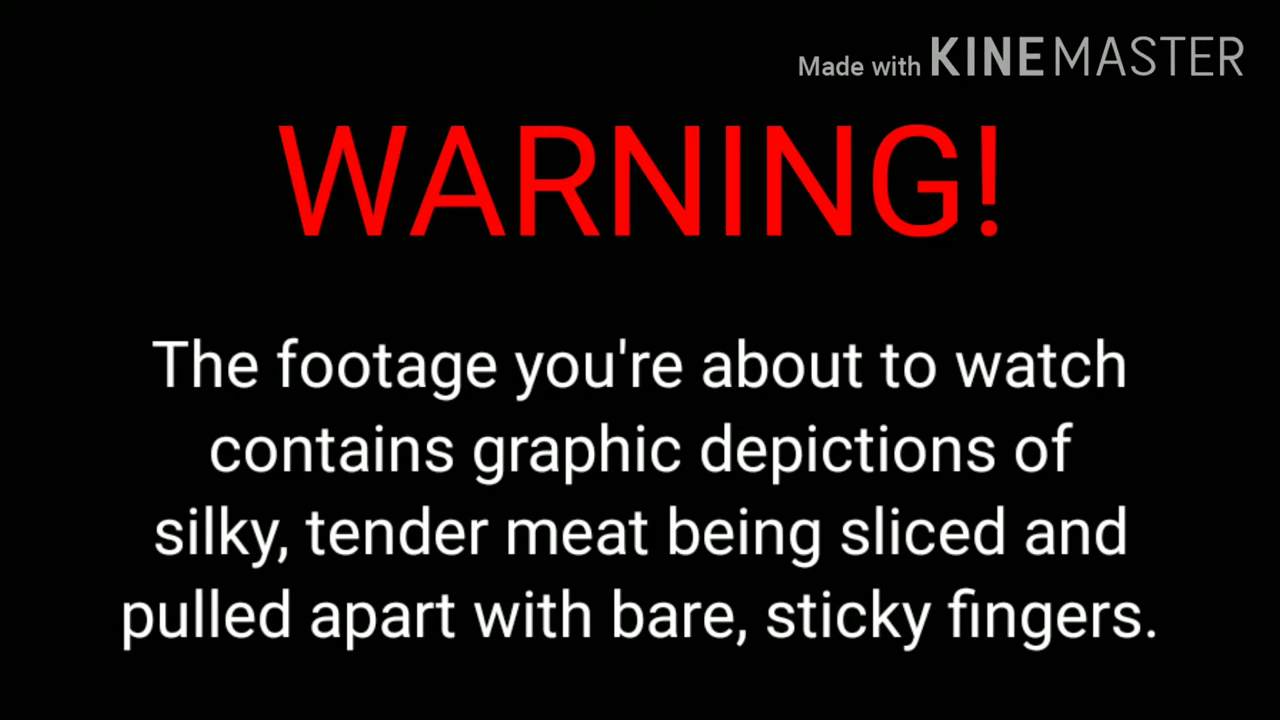 Made with KINEMASTER
WARNING!
The footage you're about to watch
contains graphic depictions of
silky, tender meat being sliced and
pulled apart with bare, sticky fingers.